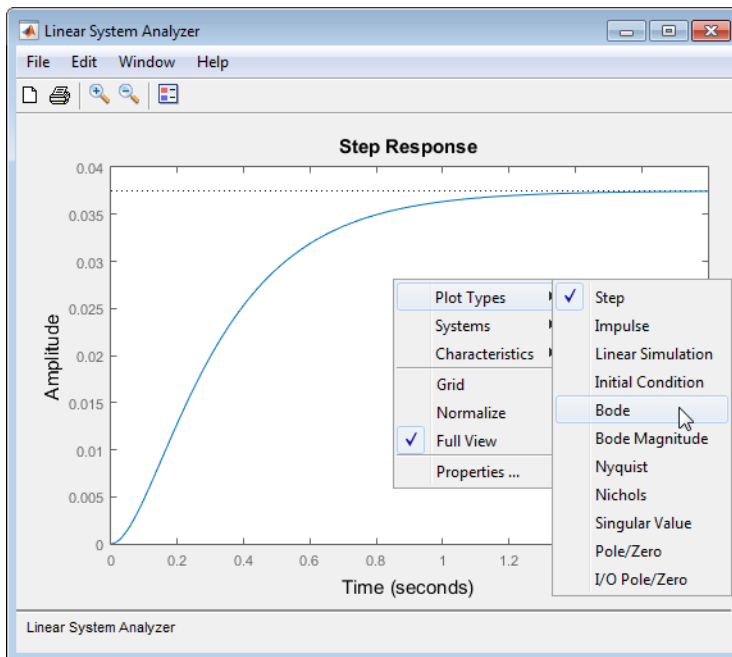 Linear System Analyzer
File Edit Window Help
Step Response
0.04
0.035
0.03
0.025
0.02
0.015
0.01
0.005
0
Amplitude
0 0.2 0.4 0.6 0.8 1 1.2
Time (seconds)
Plot Types
Systems
Characteristics
Grid
Normalize
Full View
Properties ...
Step
Impulse
Linear Simulation
Initial Condition
Bode
Bode Magnitude
Nyquist
Nichols
Singular Value
Pole/Zero
I/O Pole/Zero
Linear System Analyzer